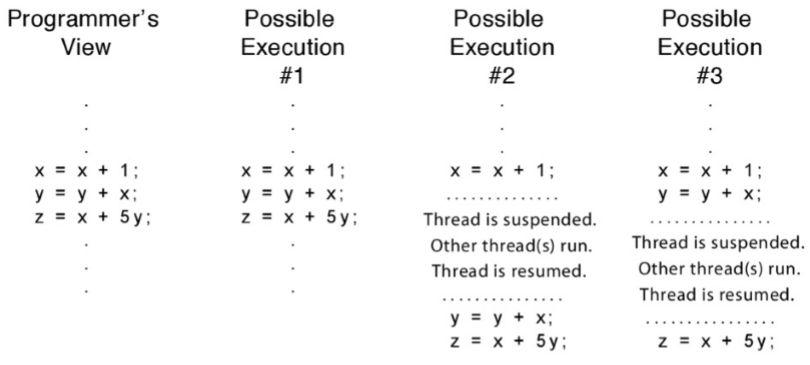 Programmer's
View
.
.
.
x = x + 1;
y = y + x;
z = x + 5y;
.
.
.
Possible
Execution
#1
.
.
.
x = x + 1;
y = y + x;
z = x + 5y;
.
.
.
Possible
Execution
#2
.
.
.
x = x + 1;
..............
Thread is suspended.
Other thread(s) run.
Thread is resumed.
...............
y = y + x;
z = x + 5y;
Possible
Execution
#3
.
.
.
x = x + 1;
y = y + x;
...............
Thread is suspended.
Other thread(s) run.
Thread is resumed.
................
z = x + 5y;